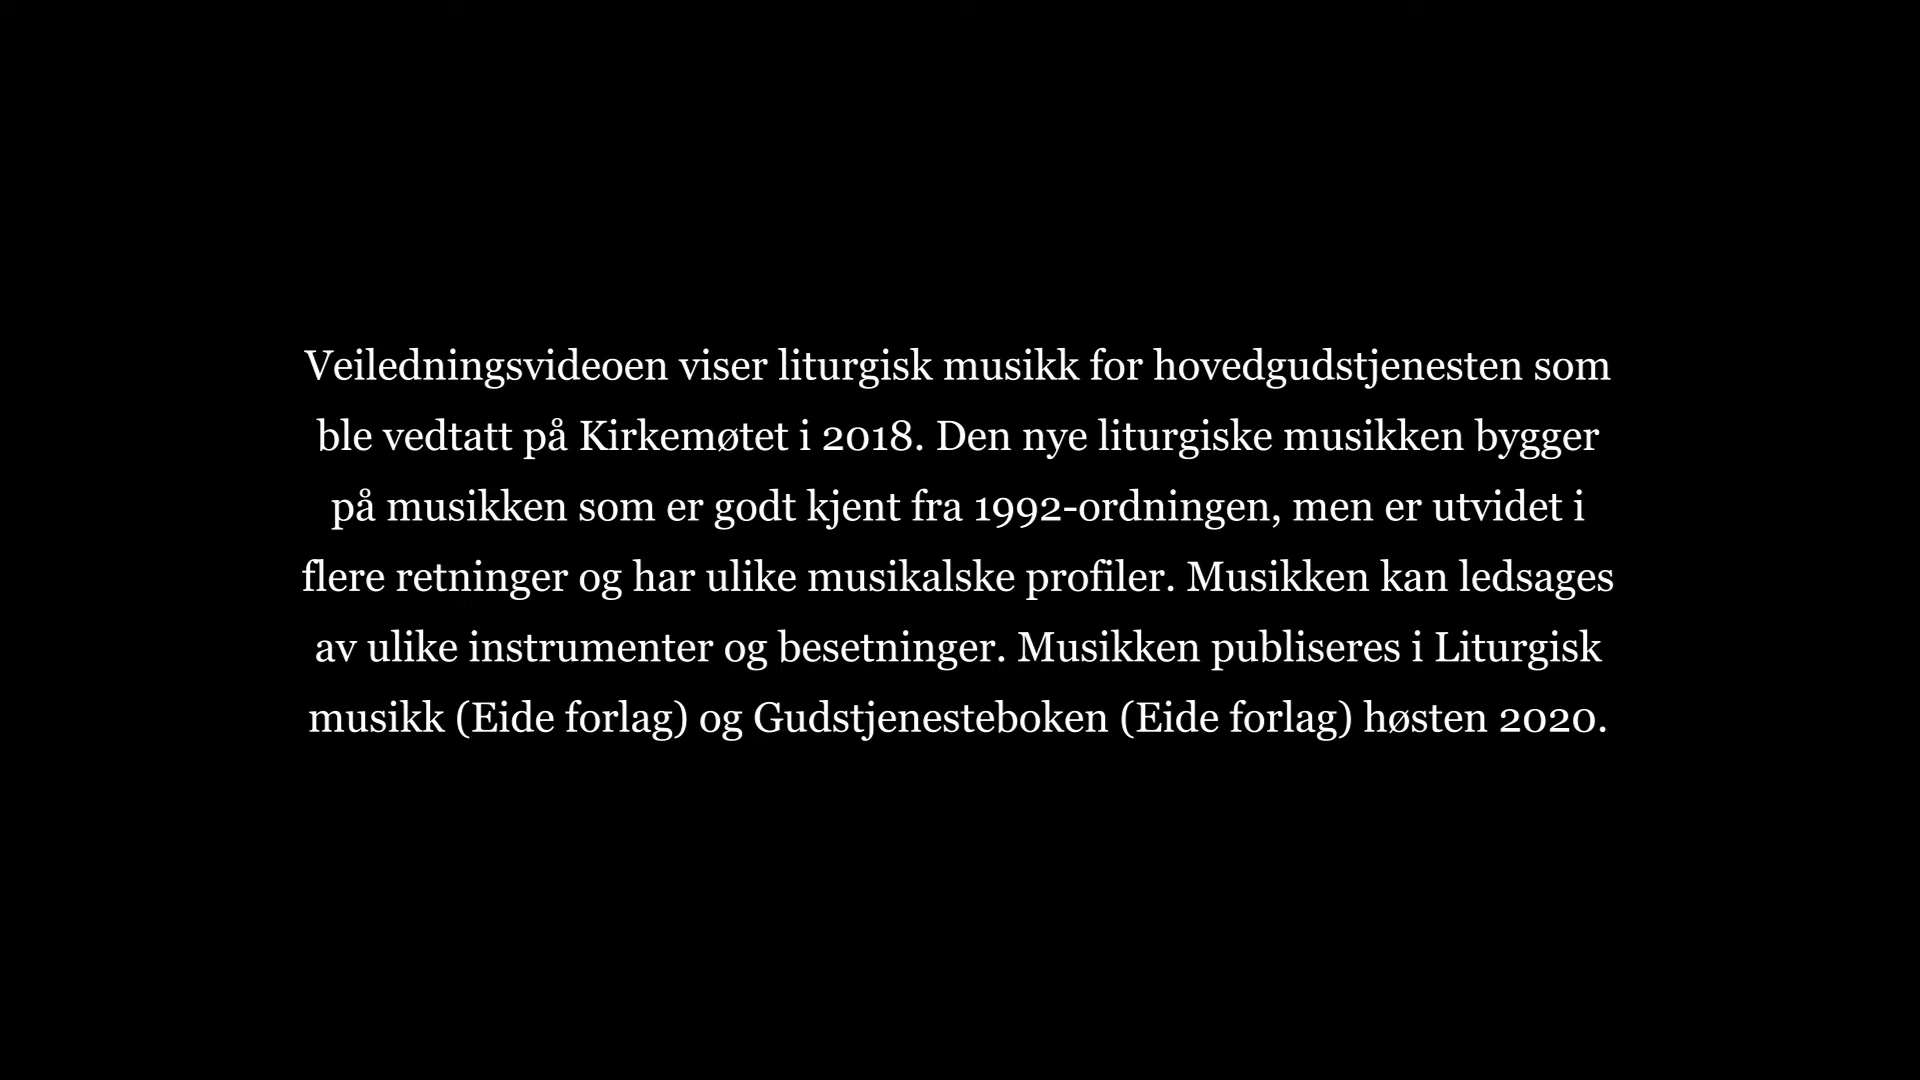 Veiledningsvideoen viser liturgisk musikk for hovedgudstjenesten som
ble vedtatt på Kirkemøtet i 2018. Den nye liturgiske musikken bygger
på musikken som er godt kjent fra 1992-ordningen, men er utvidet i
flere retninger og har ulike musikalske profiler. Musikken kan ledsages
av ulike instrumenter og besetninger. Musikken publiseres i Liturgisk
musikk (Eide forlag) og Gudstjenesteboken (Eide forlag) høsten 2020.